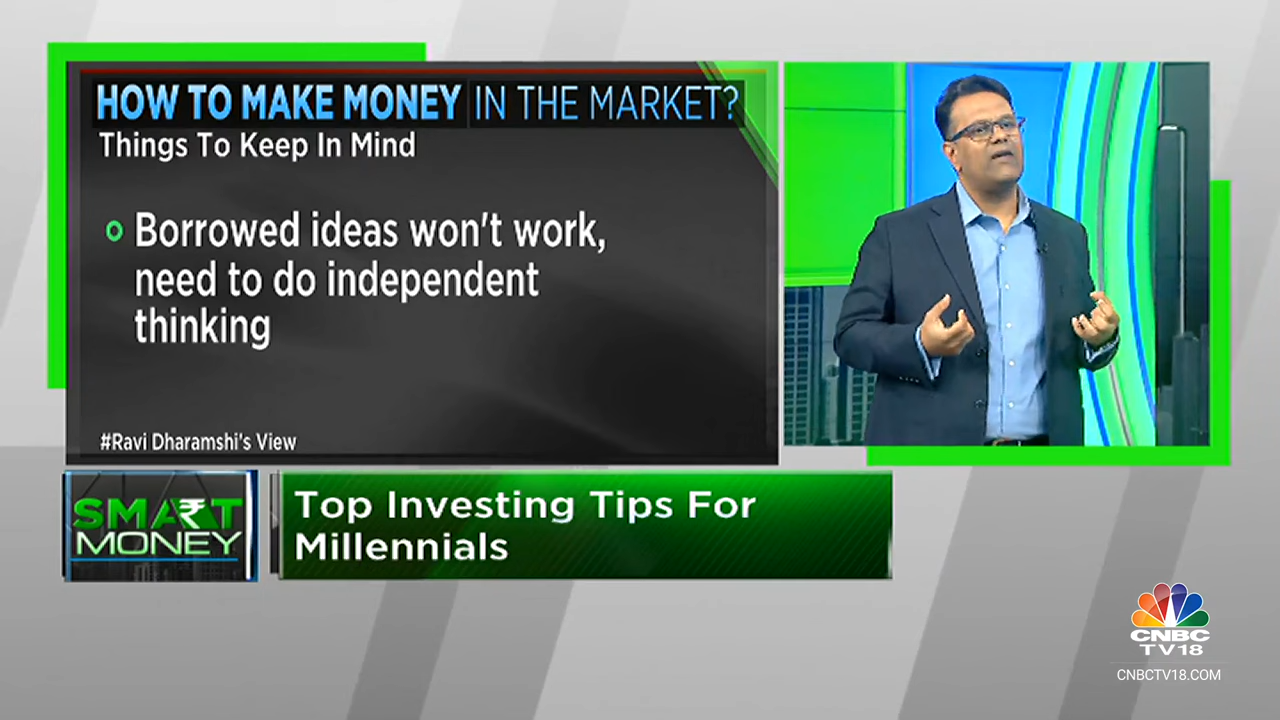 HOW TO MAKE MONEY IN THE MARKET?
Things To Keep In Mind
Borrowed ideas won't work,
need to do independent
thinking
#Ravi Dharamshi's View
SMART
MONEY
Top Investing Tips For
Millennials
CNBC
TV18
CNBCTV18.COM